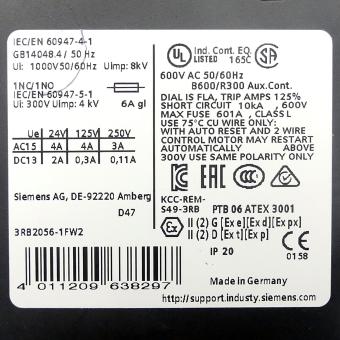 IEC/EN 60947-4-1
GB14048.4 / 50 Hz
Ui: 1000V50/60Hz Uimp: 8kV
1NC/1NO
IEC/EN 60947-5-1
Ui: 300V Uimp: 4 kV 6A gl
Ue 24V 125V 250V
AC15 4A 4A 3A
DC13 2A 0,3A 0,11A
Siemens AG, DE-92220 Amberg
D47
3RB2056-1FW2
4 011209 638297 >
UL LISTED IND.CONT.EQ. 165C
600V AC 50/60Hz
B600/R300 Aux.Cont.
DIAL IS FLA, TRIP AMPS 125%
SHORT CIRCUIT 10kA , 600V
MAX FUSE 601A , CLASS L
USE 75°C CU WIRE ONLY
WITH AUTO RESET AND 2 WIRE
CONTROL MOTOR MAY RESTART
AUTOMATICALLY ABOVE
300V USE SAME POLARITY
KCC-REM-
S49-3RB
PTB 06 ATEX 3001
Ex II (2) G [Ex e][Ex d][Ex px]
II (2) D [Ex t][Ex p]
IP 20
CE 0158
Made in Germany
http://support.industy.siemens.com